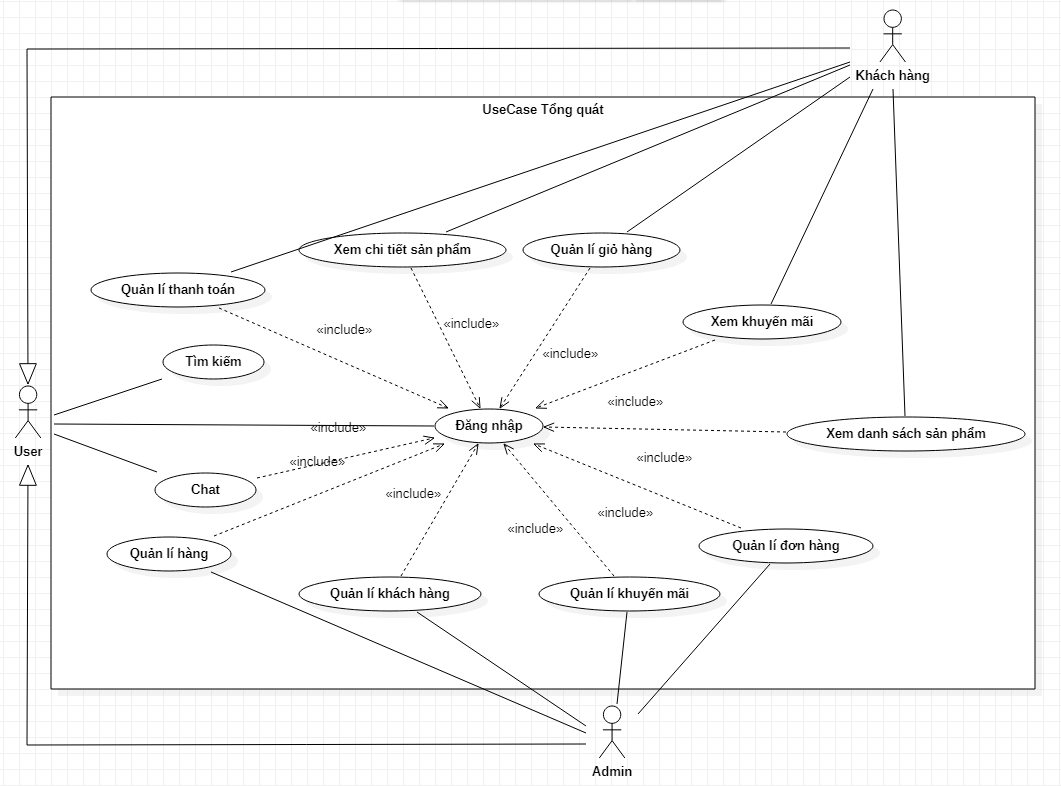 Khách hàng
UseCase Tổng quát
Xem chi tiết sản phẩm
Quản lí giỏ hàng
Quản lí thanh toán
Xem khuyến mãi
«include»
«include»
«include»
Tìm kiếm
«include»
User
Đăng nhập
«include»
Xem danh sách sản phẩm
«include»
«include»
Chat
«include»
«include»
«include»
Quản lí hàng
Quản lí đơn hàng
Quản lí khách hàng
Quản lí khuyến mãi
Admin